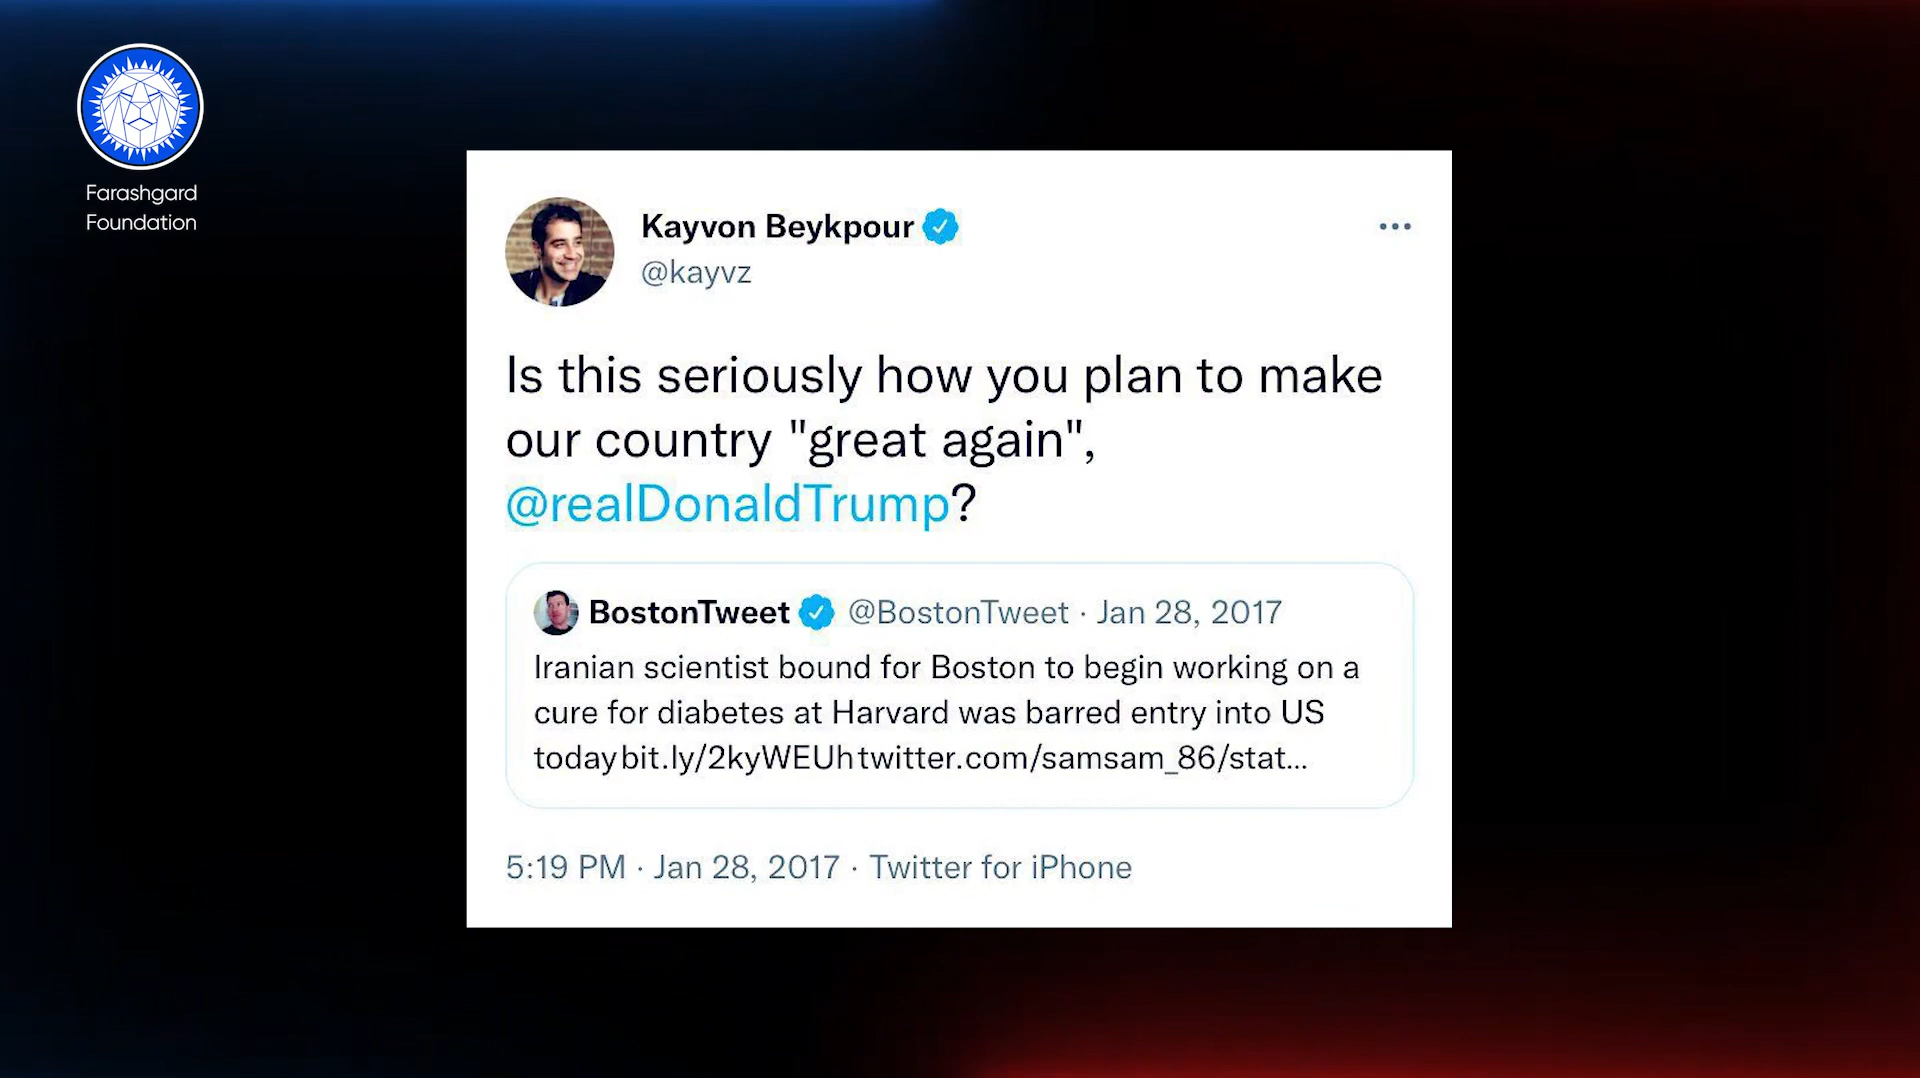 Farashgard
Foundation
Kayvon Beykpour
@kayvz
Is this seriously how you plan to make
our country "great again",
@realDonaldTrump?
BostonTweet @BostonTweet · Jan 28, 2017
Iranian scientist bound for Boston to begin working on a
cure for diabetes at Harvard was barred entry into US
today bit.ly/2kyWEUh twitter.com/samsam_86/stat...
5:19 PM · Jan 28, 2017 · Twitter for iPhone